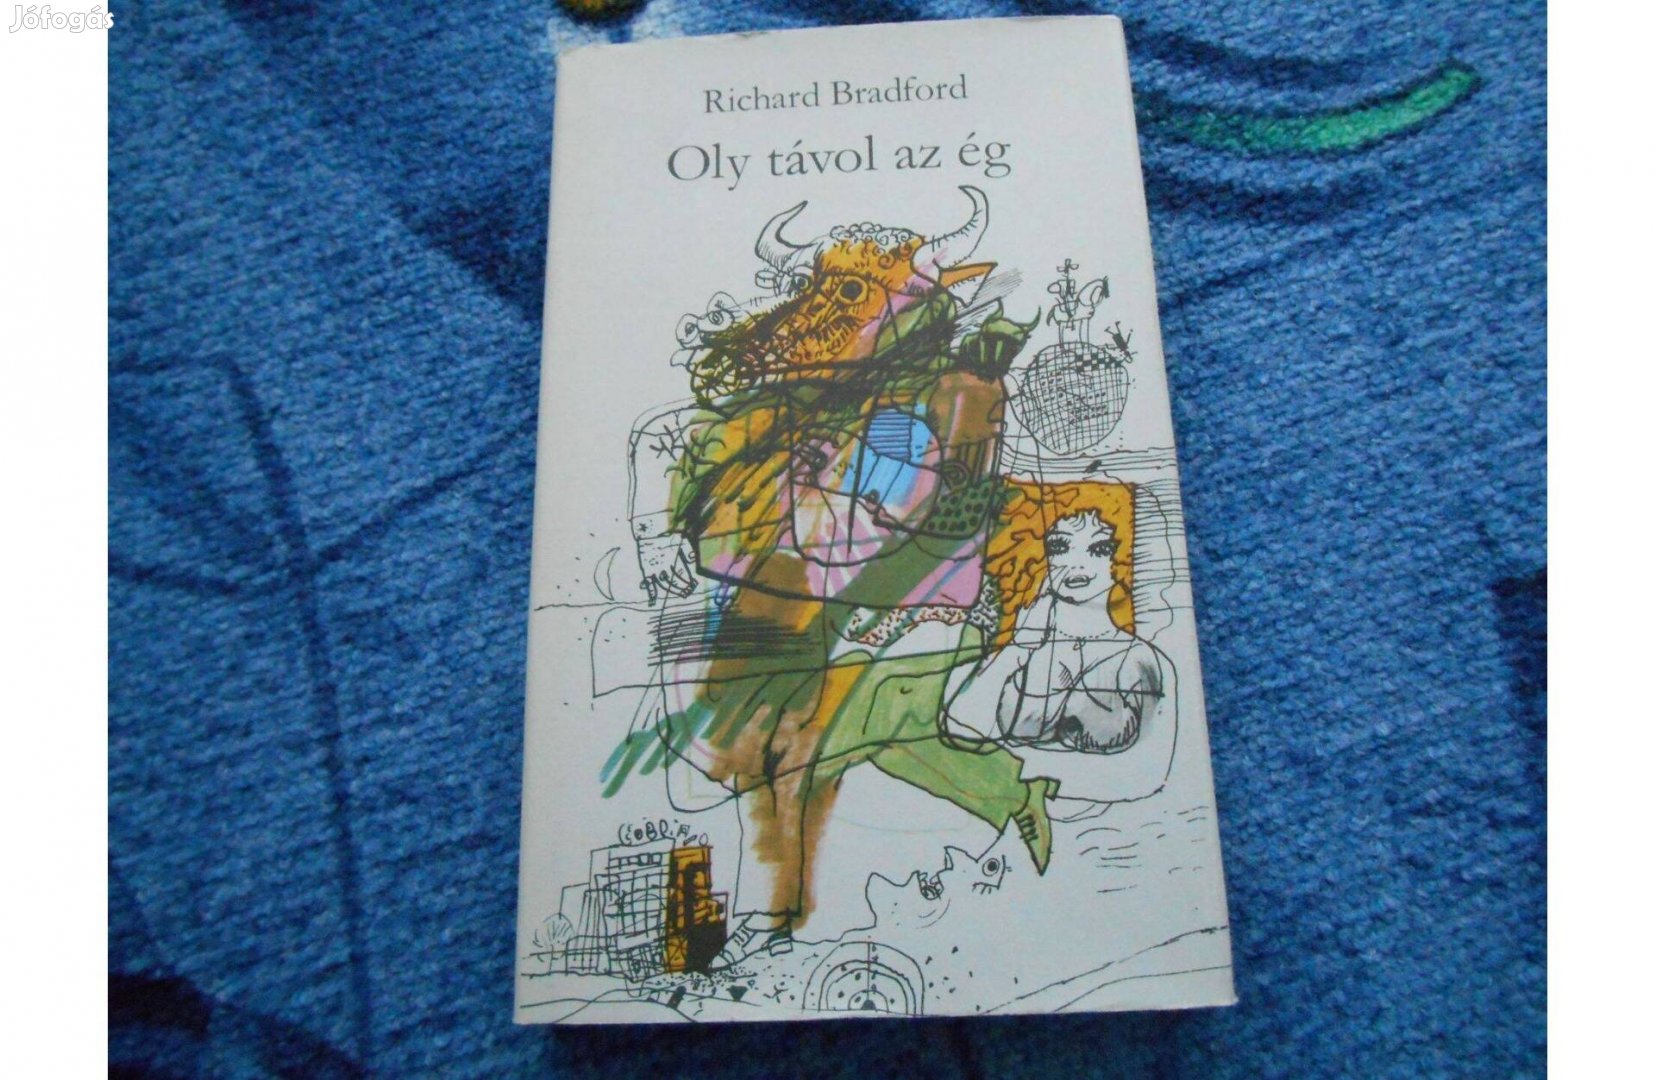 Jófogás
Richard Bradford
Oly távol az ég